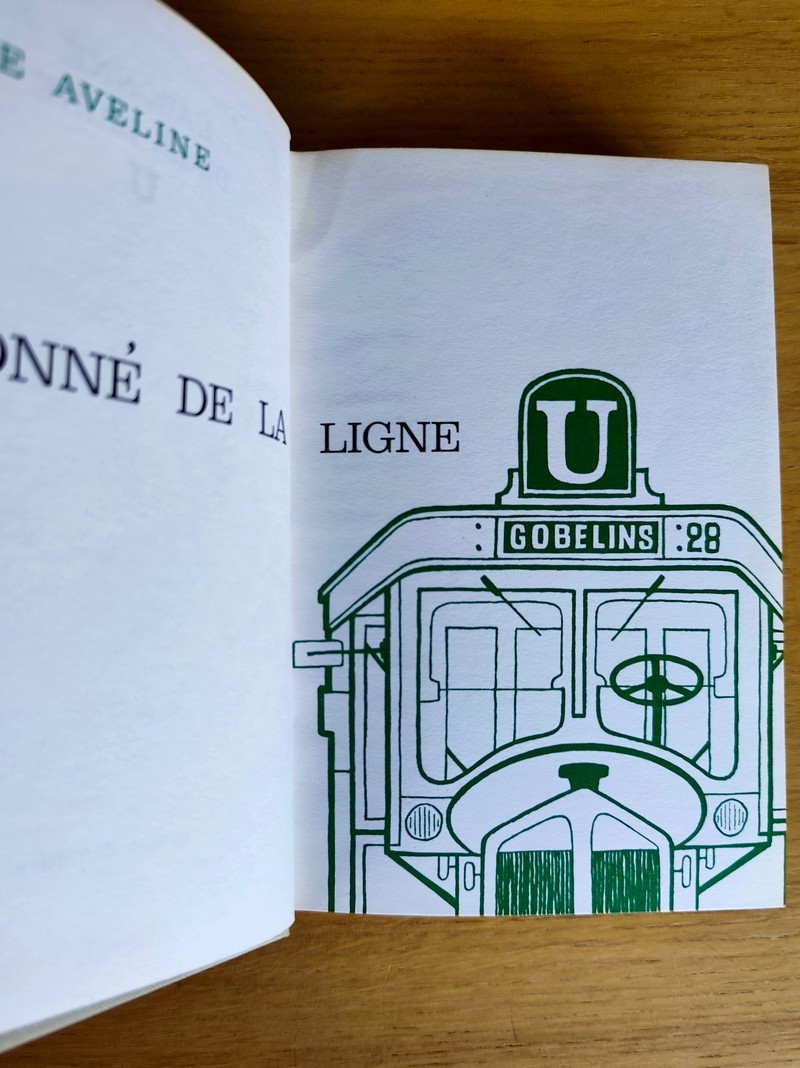 E AVELINE
ONNÉ DE LA LIGNE
U
GOBELINS :28